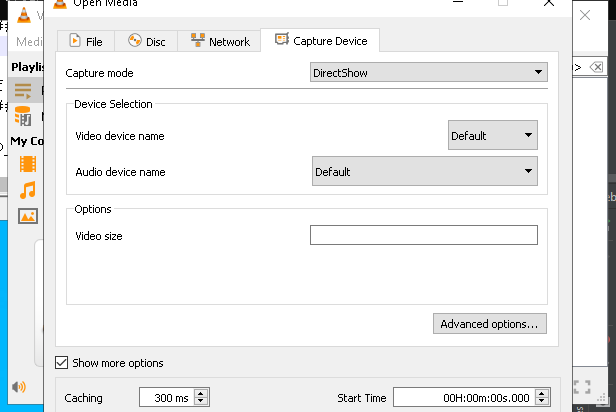 Open Media
Medi
File
Disc
Network
Capture Device
Playlis
Capture mode
DirectShow
Device Selection
Video device name
Default
My Co
Audio device name
Default
Options
Video size
Advanced options...
Show more options
Caching
300 ms
Start Time
00H:00m:00s.000